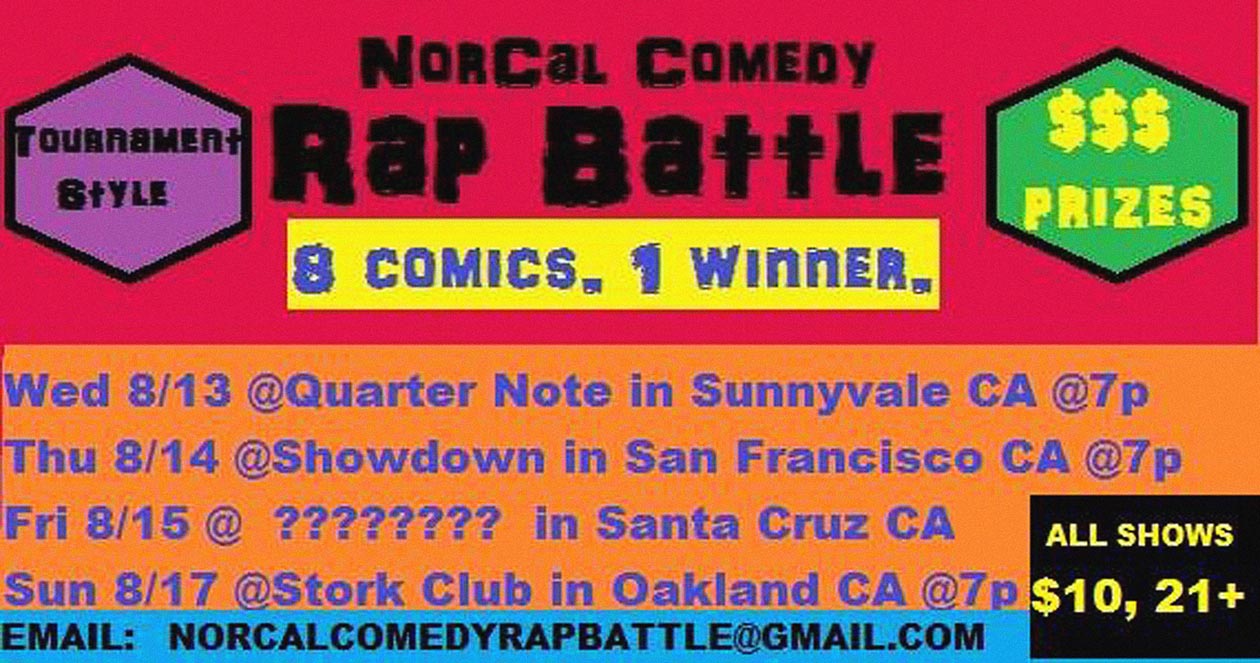 NorCal Comedy
Rap Battle
Tournament
Style
$$$
PRIZES
8 COMICS. 1 WINNER.
Wed 8/13 @Quarter Note in Sunnyvale CA @7p
Thu 8/14 @Showdown in San Francisco CA @7p
Fri 8/15 @ ???????? in Santa Cruz CA
Sun 8/17 @Stork Club in Oakland CA @7p
ALL SHOWS
$10, 21+
EMAIL: NORCALCOMEDYRAPBATTLE@GMAIL.COM